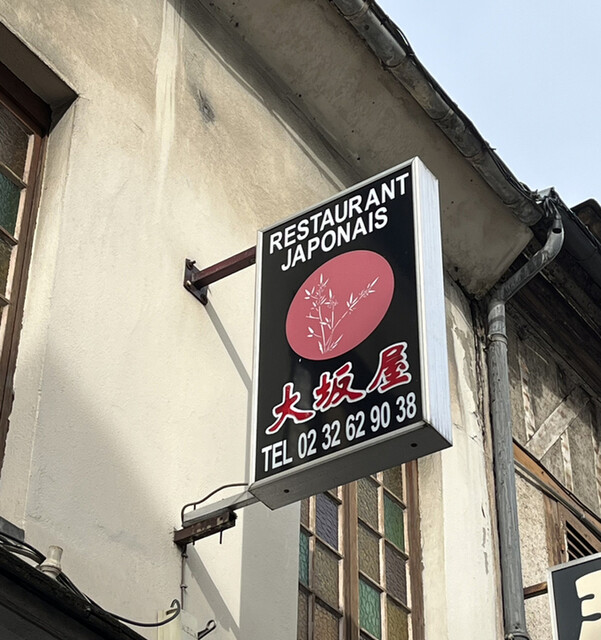 RESTAURANT
JAPONAIS
大坂屋
TEL 02 32 62 90 38